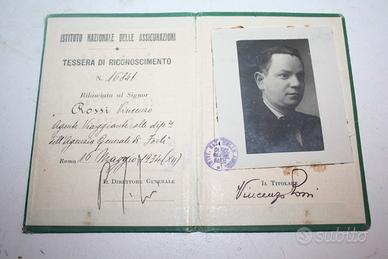 ISTITUTO NAZIONALE DELLE ASSICURAZIONI
TESSERA DI RICONOSCIMENTO
N. 16841
Rilasciata al Signor
Rossi Vincenzo
Agente Viaggiante alle dip.ze
dell'Agenzia Generale di Forlì
Roma 16 Maggio 1934 (XII)
IL DIRETTORE GENERALE
IL TITOLARE
Vincenzo Rossi
subito